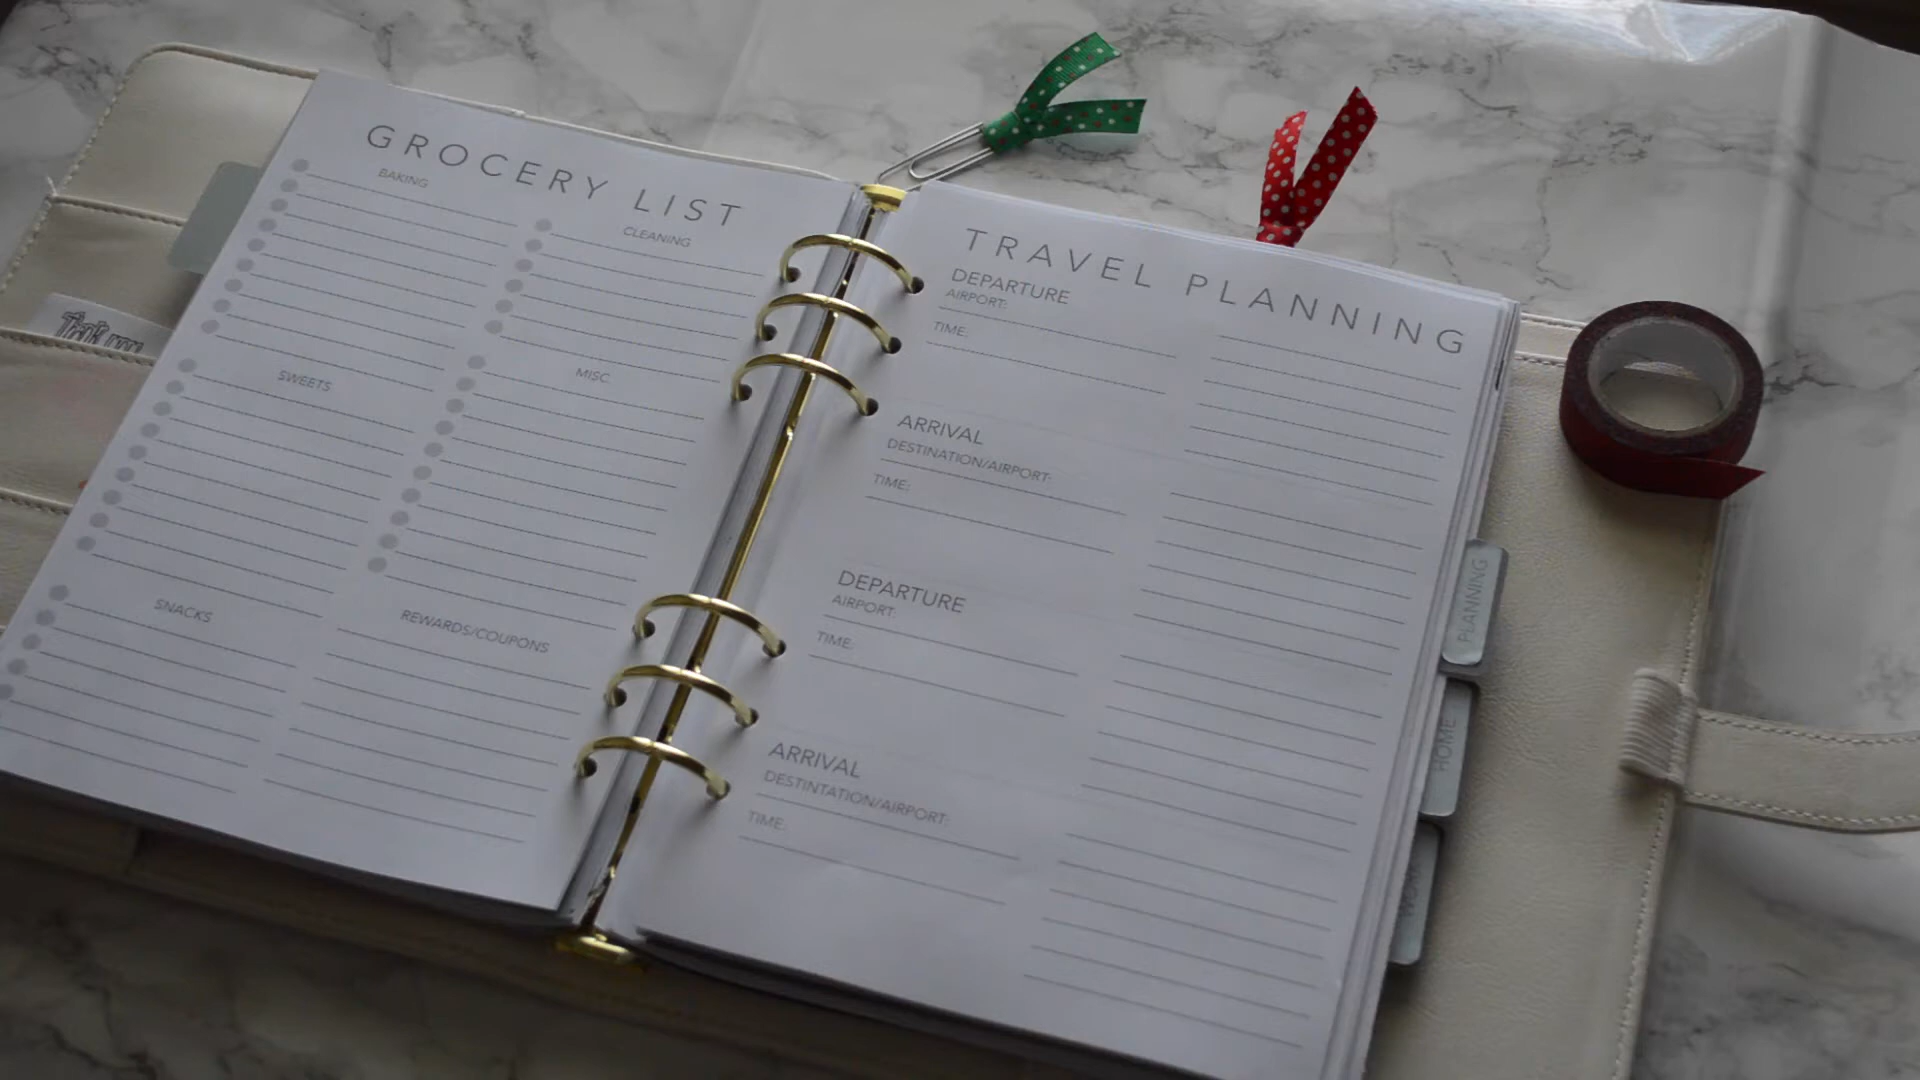 GROCERY LIST
BAKING
CLEANING
SWEETS
MISC
SNACKS
REWARDS/COUPONS
TRAVEL PLANNING
DEPARTURE
AIRPORT:
TIME:
ARRIVAL
DESTINATION/AIRPORT:
TIME:
DEPARTURE
AIRPORT:
TIME:
ARRIVAL
DESTINTATION/AIRPORT:
TIME:
PLANNING
HOME